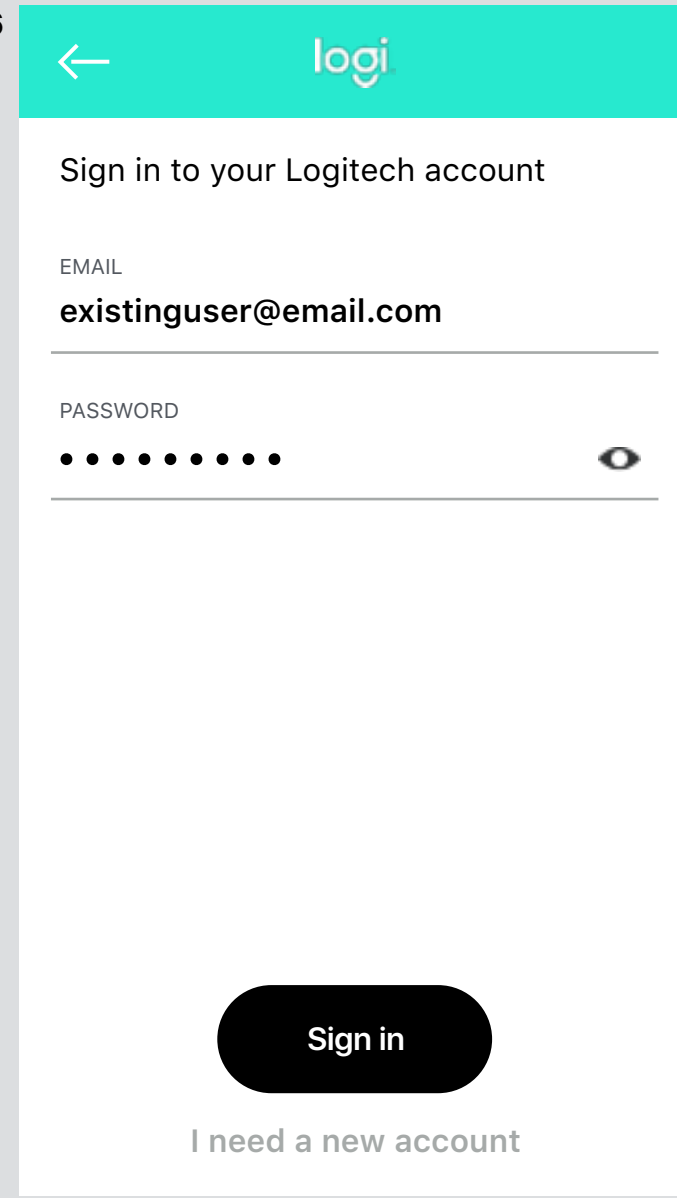 logi
Sign in to your Logitech account
EMAIL
existinguser@email.com
PASSWORD
•••••••••
Sign in
I need a new account